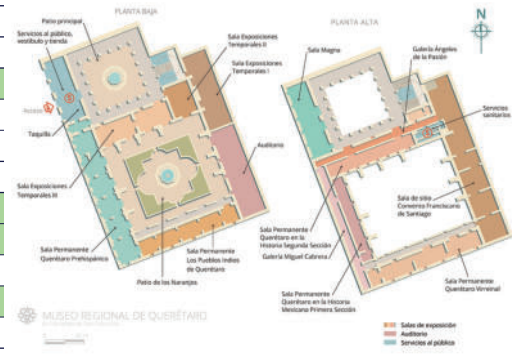 PLANTA BAJA
Patio principal
Servicios al público,
vestíbulo y tienda
Sala Exposiciones
Temporales II
Sala Exposiciones
Temporales I
Acceso
Taquilla
Auditorio
Sala Exposiciones
Temporales III
Sala Permanente
Querétaro Prehispánico
Sala Permanente
Los Pueblos Indios
de Querétaro
Patio de los Naranjos
PLANTA ALTA
N
Sala Magna
Galería Ángeles
de la Pasión
Servicios
sanitarios
Sala de sitio
Convento Franciscano
de Santiago
Sala Permanente
Querétaro en la
Historia Segunda Sección
Galería Miguel Cabrera
Sala Permanente
Querétaro en la Historia
Mexicana Primera Sección
Sala Permanente
Querétaro Virreinal
MUSEO REGIONAL DE QUERÉTARO
Salas de exposición
Auditorio
Servicios al público